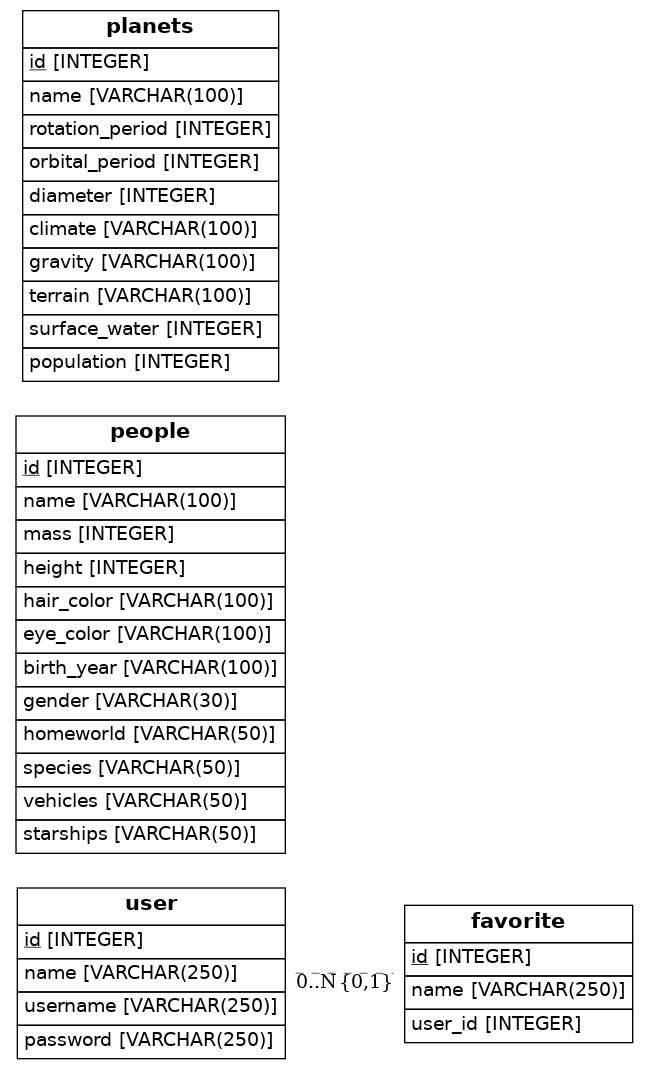 planets
id [INTEGER]
name [VARCHAR(100)]
rotation_period [INTEGER]
orbital_period [INTEGER]
diameter [INTEGER]
climate [VARCHAR(100)]
gravity [VARCHAR(100)]
terrain [VARCHAR(100)]
surface_water [INTEGER]
population [INTEGER]
people
id [INTEGER]
name [VARCHAR(100)]
mass [INTEGER]
height [INTEGER]
hair_color [VARCHAR(100)]
eye_color [VARCHAR(100)]
birth_year [VARCHAR(100)]
gender [VARCHAR(30)]
homeworld [VARCHAR(50)]
species [VARCHAR(50)]
vehicles [VARCHAR(50)]
starships [VARCHAR(50)]
user
id [INTEGER]
name [VARCHAR(250)]
username [VARCHAR(250)]
password [VARCHAR(250)]
0..N {0,1}
favorite
id [INTEGER]
name [VARCHAR(250)]
user_id [INTEGER]